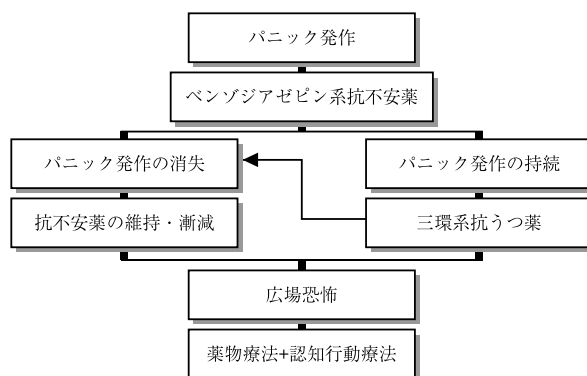 パニック発作
ベンゾジアゼピン系抗不安薬
パニック発作の消失
パニック発作の持続
抗不安薬の維持・漸減
三環系抗うつ薬
広場恐怖
薬物療法+認知行動療法